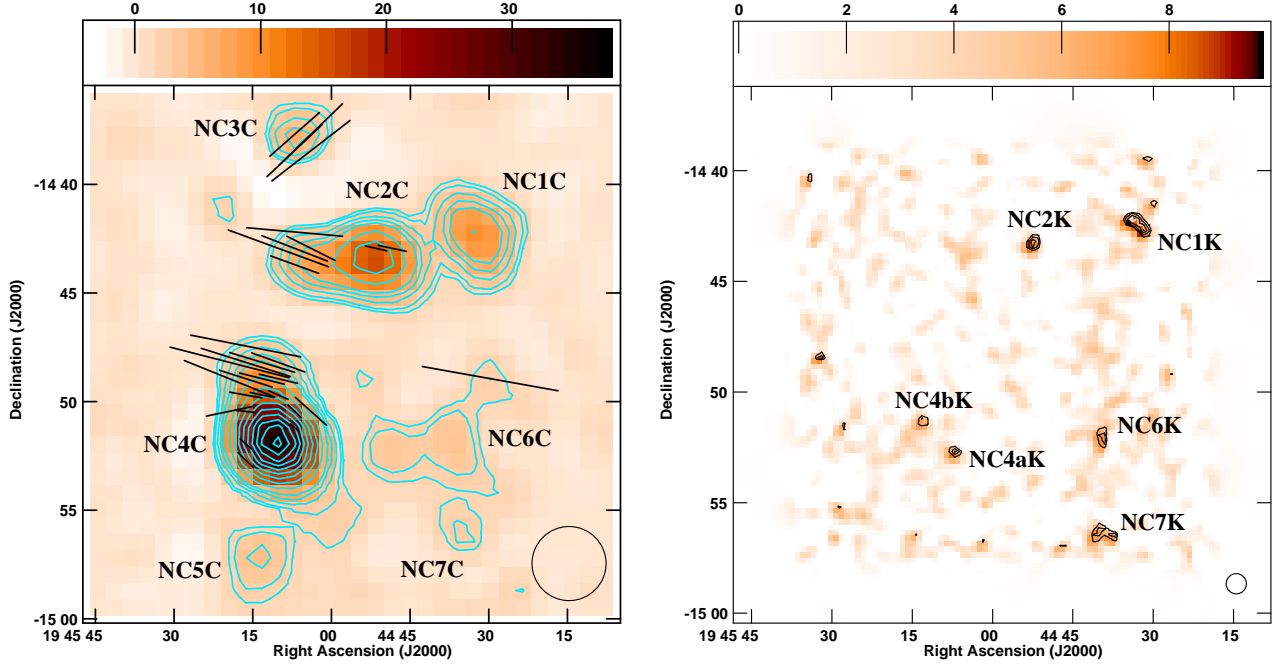 0 10 20 30
NC3C
NC2C
NC1C
NC4C
NC6C
NC5C
NC7C
-14 40
45
50
55
-15 00
19 45 45 30 15 00 44 45 30 15
Right Ascension (J2000)
Declination (J2000)
0 2 4 6 8
NC2K
NC1K
NC4bK
NC4aK
NC6K
NC7K
-14 40
45
50
55
-15 00
19 45 45 30 15 00 44 45 30 15
Right Ascension (J2000)
Declination (J2000)